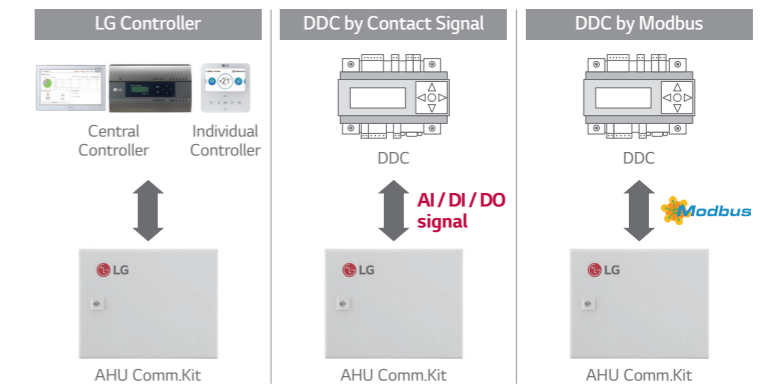 LG Controller
Central
Controller
Individual
Controller
LG
AHU Comm.Kit
DDC by Contact Signal
DDC
AI / DI / DO
signal
LG
AHU Comm.Kit
DDC by Modbus
DDC
Modbus
LG
AHU Comm.Kit